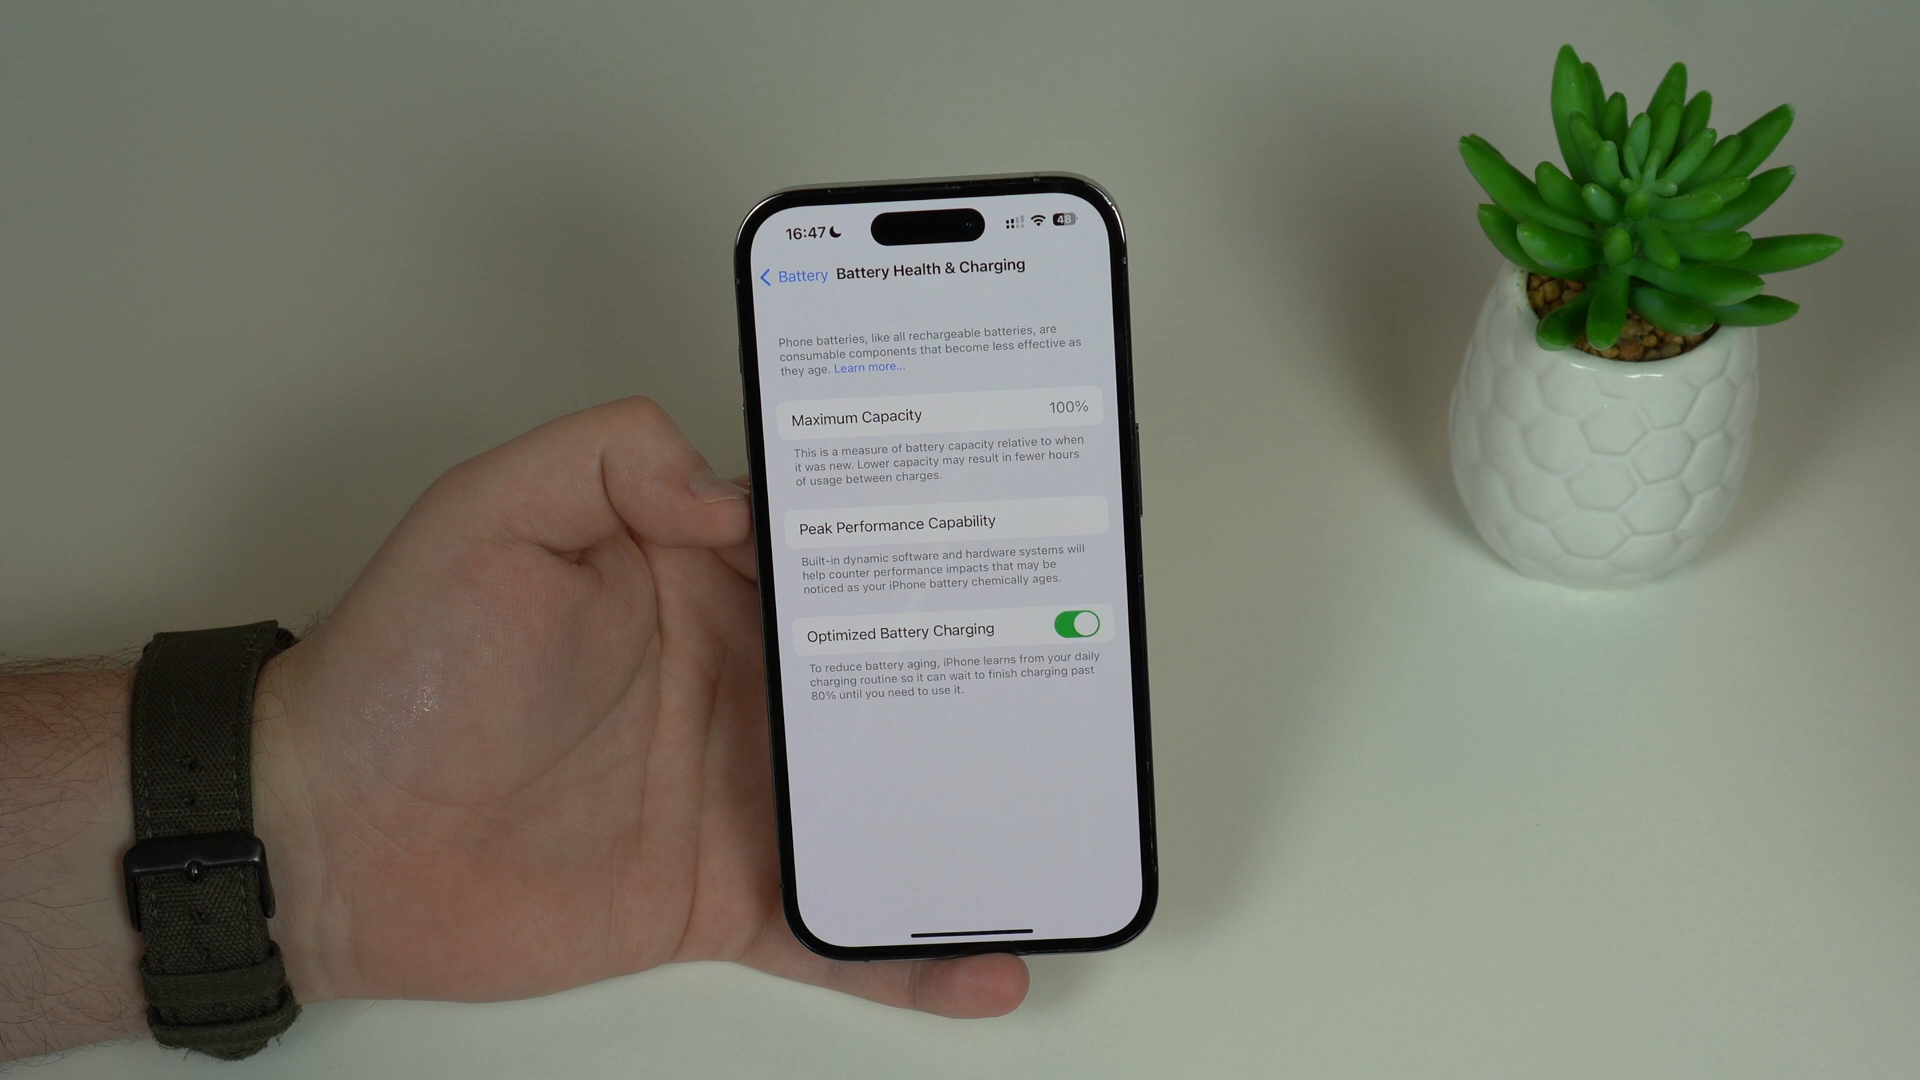 16:47
48
Battery Battery Health & Charging
Phone batteries, like all rechargeable batteries, are
consumable components that become less effective as
they age. Learn more...
Maximum Capacity 100%
This is a measure of battery capacity relative to when
it was new. Lower capacity may result in fewer hours
of usage between charges.
Peak Performance Capability
Built-in dynamic software and hardware systems will
help counter performance impacts that may be
noticed as your iPhone battery chemically ages.
Optimized Battery Charging
To reduce battery aging, iPhone learns from your daily
charging routine so it can wait to finish charging past
80% until you need to use it.